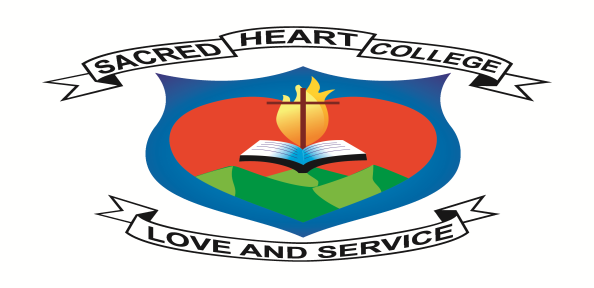 SACRED HEART COLLEGE
LOVE AND SERVICE